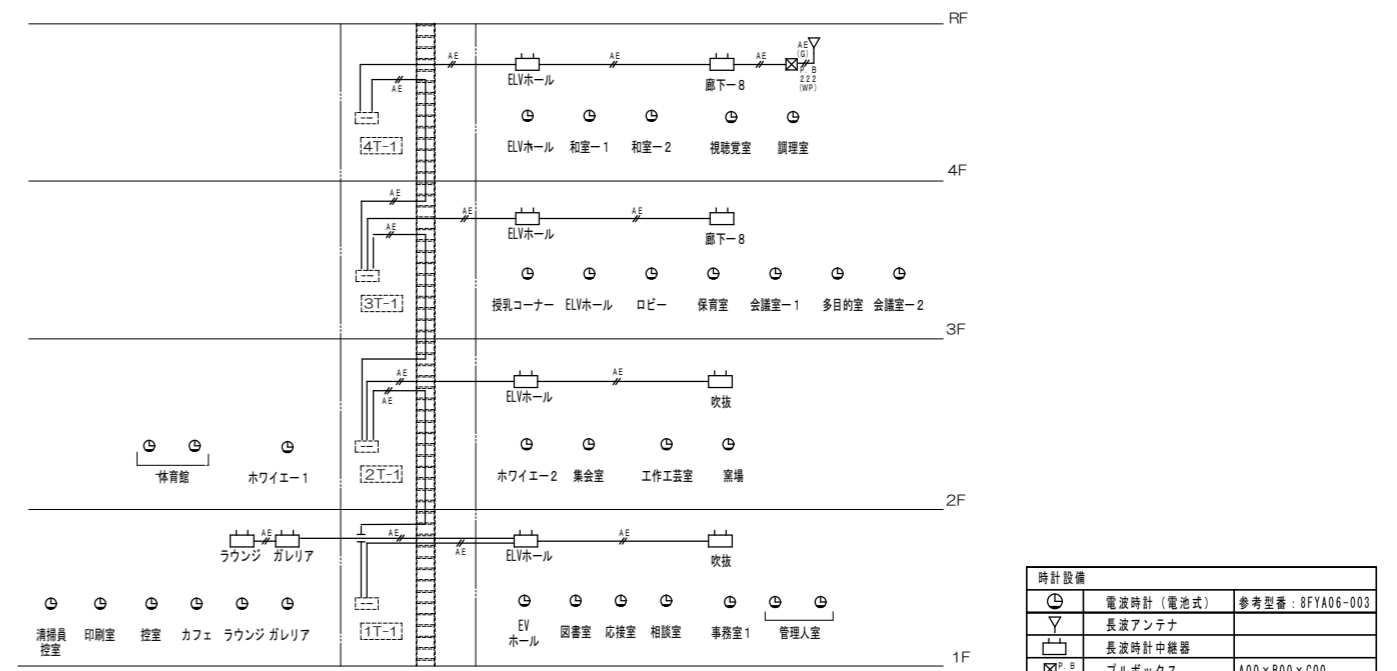 RF
AE
AE
AE
AE
AE
(G)
P.B
222
(WP)
ELVホール
廊下－8
4T-1
ELVホール 和室－1 和室－2 視聴覚室 調理室
4F
AE
AE
AE
AE
ELVホール
廊下－8
3T-1
授乳コーナー ELVホール ロビー 保育室 会議室－1 多目的室 会議室－2
3F
AE
AE
AE
ELVホール
吹抜
体育館
ホワイエ－1
2T-1
ホワイエ－2 集会室 工作工芸室 窯場
2F
AE
AE
AE
AE
ラウンジ ガレリア
ELVホール
吹抜
清掃員
控室
印刷室 控室 カフェ ラウンジ ガレリア
1T-1
EV
ホール
図書室 応接室 相談室 事務室1 管理人室
1F
時計設備
電波時計（電池式） 参考型番：8FYA06-003
長波アンテナ
長波時計中継器
P.B プルボックス A00×B00×C00